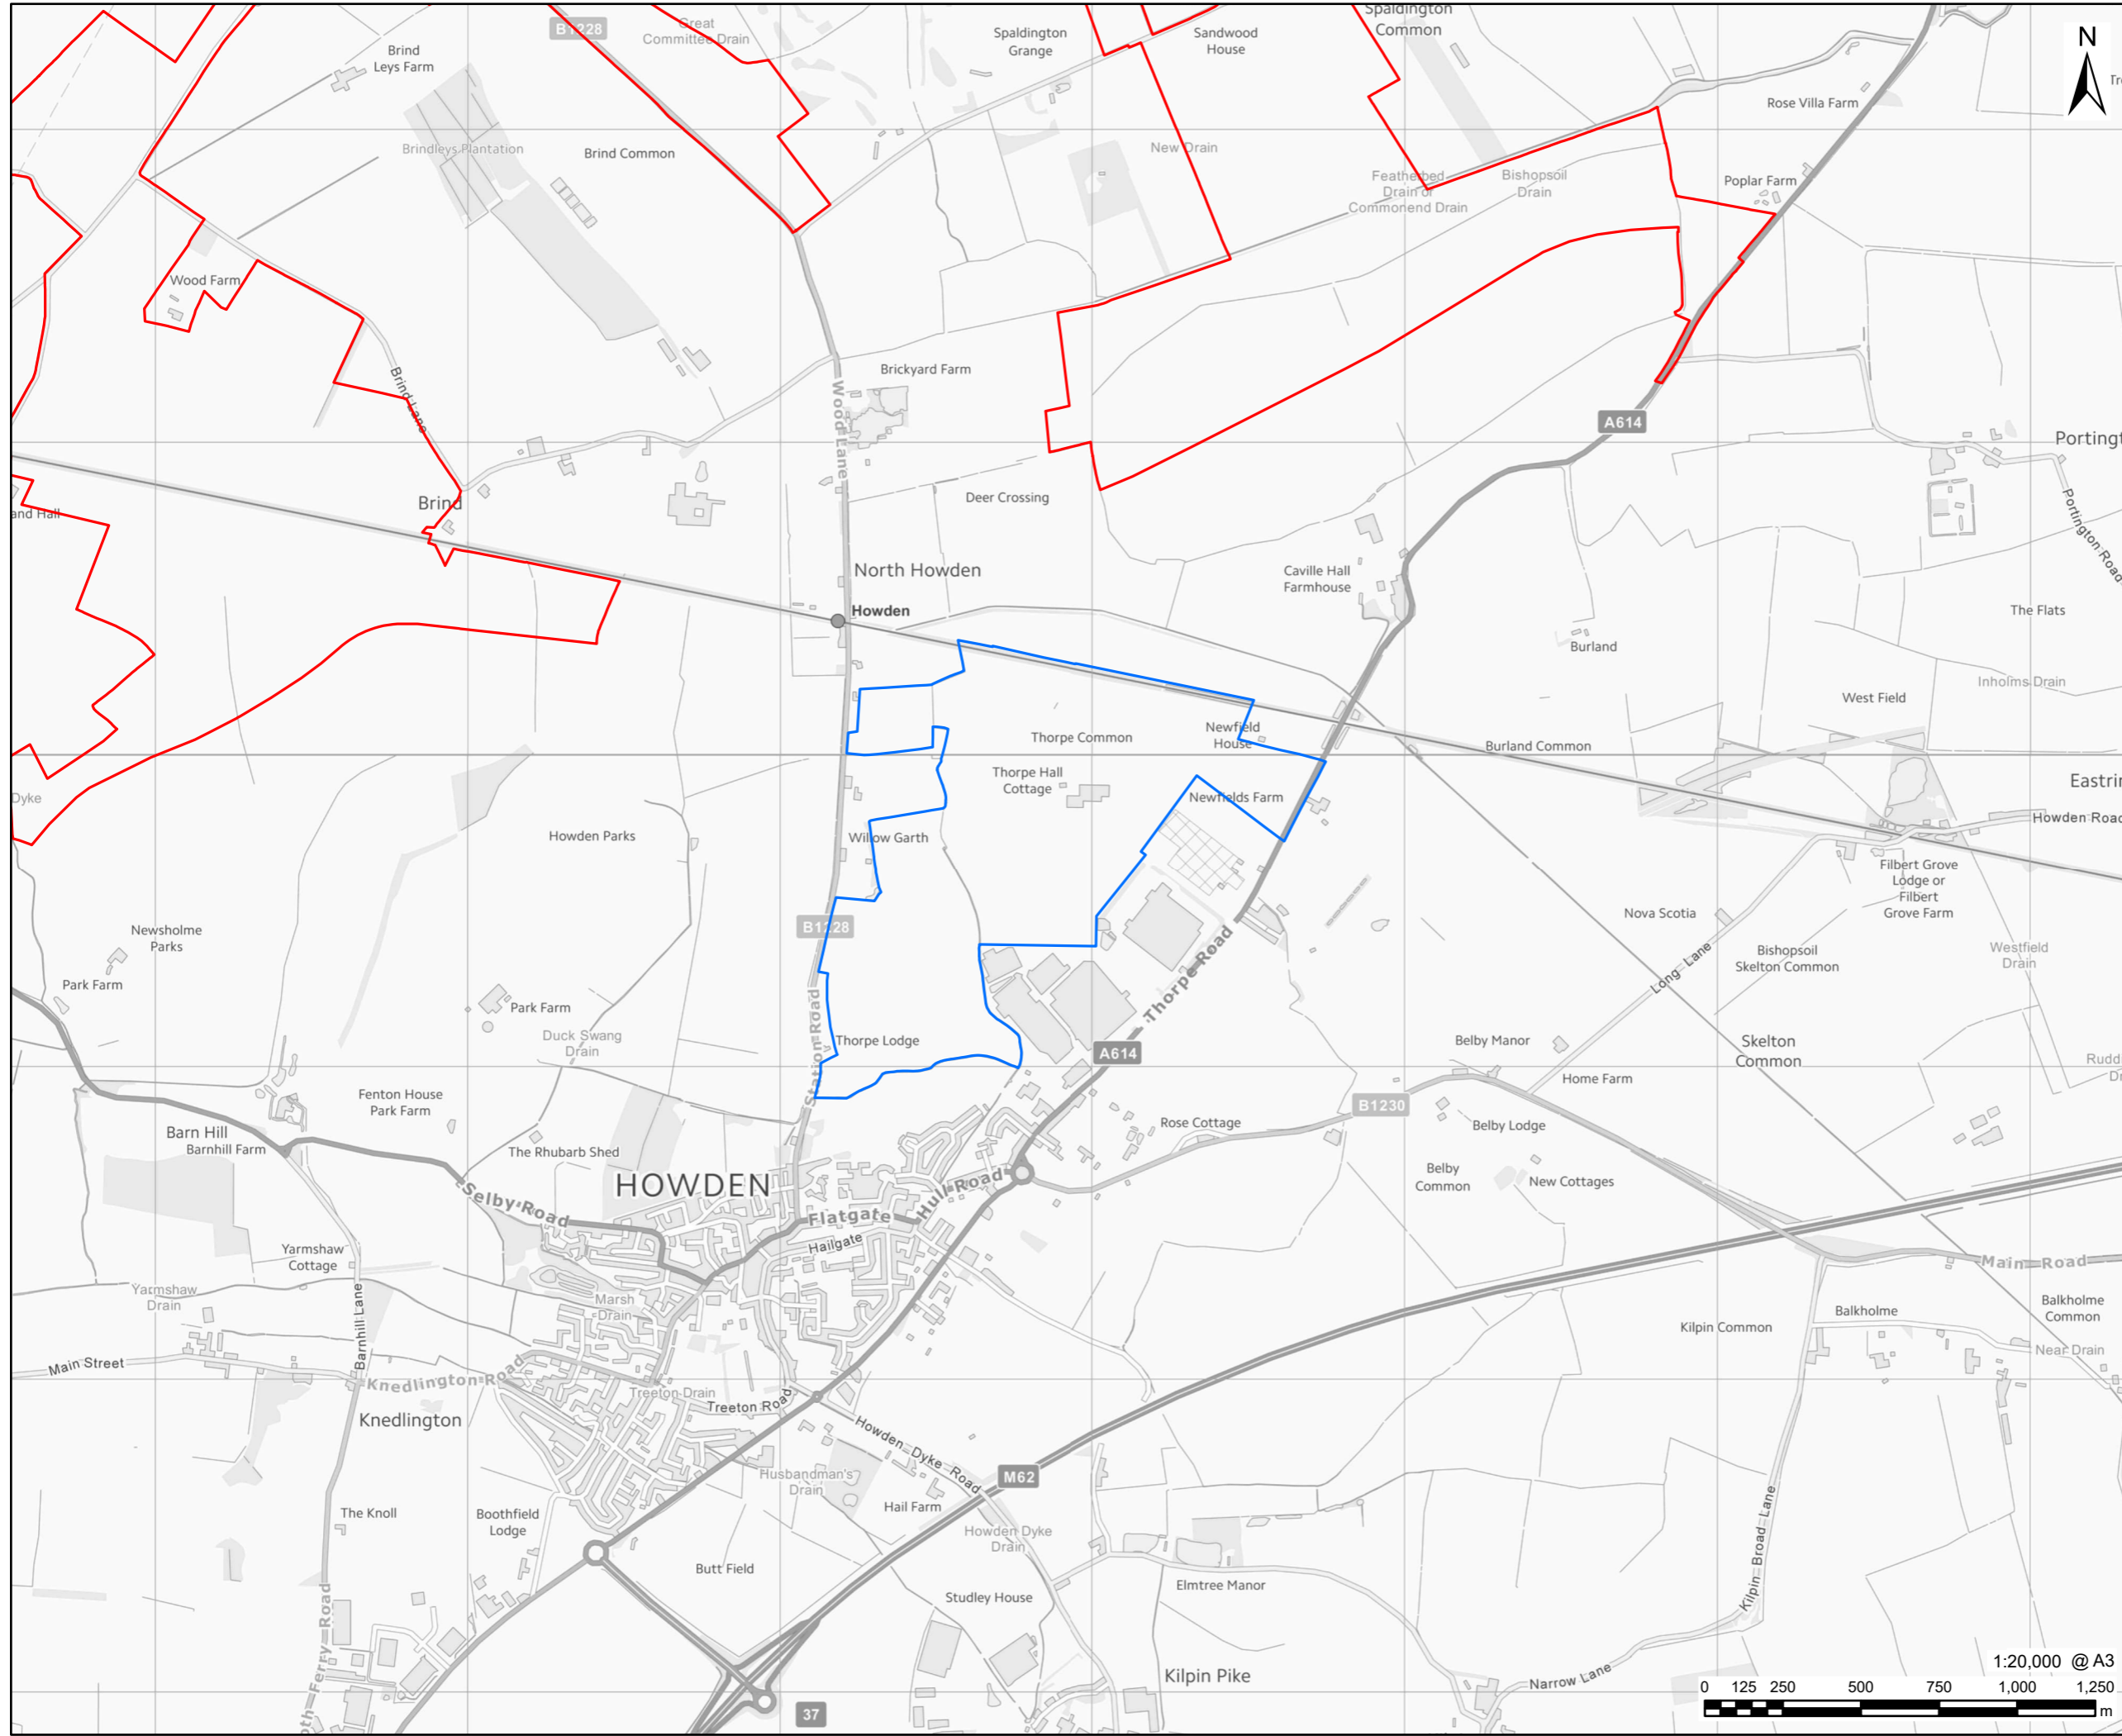 Great
Committee Drain
B1228
Spaldington
Common
Spaldington
Grange
Sandwood
House
N
Brind
Leys Farm
Rose Villa Farm
Brindleys Plantation
Brind Common
New Drain
Featherbed
Drain or
Commonend Drain
Bishopsoil
Drain
Poplar Farm
Wood Farm
Brind Lane
Brickyard Farm
Wood Lane
A614
Portingt
Brind
Deer Crossing
and Hall
Portington Road
North Howden
Howden
Caville Hall
Farmhouse
The Flats
Burland
Inholms Drain
West Field
Newfield
House
Thorpe Common
Burland Common
Thorpe Hall
Cottage
Newfields Farm
Eastrin
Dyke
Howden Road
Howden Parks
Willow Garth
Filbert Grove
Lodge or
Filbert
Grove Farm
Nova Scotia
B1228
Newsholme
Parks
Westfield
Drain
Bishopsoil
Skelton Common
Long Lane
Thorpe Road
Park Farm
Park Farm
Station Road
Duck Swang
Drain
Thorpe Lodge
A614
Belby Manor
Skelton
Common
Rudd
Home Farm
Fenton House
Park Farm
B1230
Rose Cottage
Belby Lodge
Barn Hill
Barnhill Farm
The Rhubarb Shed
HOWDEN
Hull Road
Belby
Common
New Cottages
Selby Road
Flatgate
Hailgate
Yarmshaw
Cottage
Main Road
Yarmshaw
Drain
Barnhill Lane
Marsh
Drain
Balkholme
Balkholme
Common
Kilpin Common
Near Drain
Main Street
Knedlington Road
Treeton Drain
Treeton Road
Knedlington
Howden Dyke Road
M62
Husbandman's
Drain
Hail Farm
The Knoll
Boothfield
Lodge
Howden Dyke
Drain
Kilpin Broad Lane
Butt Field
Elmtree Manor
Studley House
oth Ferry Road
Kilpin Pike
Narrow Lane
37
1:20,000 @ A3
0 125 250 500 750 1,000 1,250
m